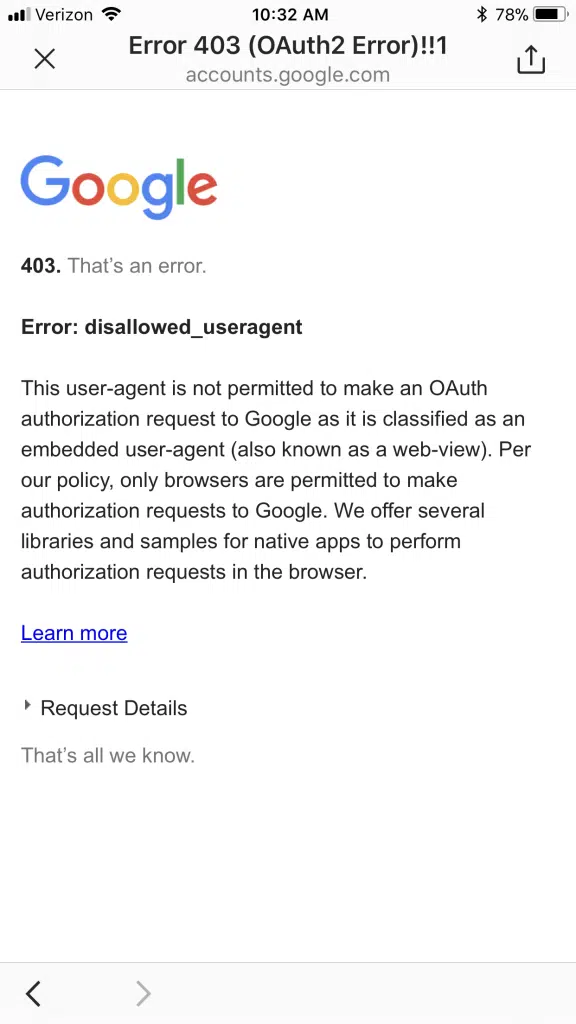 Verizon 10:32 AM 78%
Error 403 (OAuth2 Error)!!1
accounts.google.com
Google
403. That’s an error.
Error: disallowed_useragent
This user-agent is not permitted to make an OAuth
authorization request to Google as it is classified as an
embedded user-agent (also known as a web-view). Per
our policy, only browsers are permitted to make
authorization requests to Google. We offer several
libraries and samples for native apps to perform
authorization requests in the browser.
Learn more
Request Details
That’s all we know.